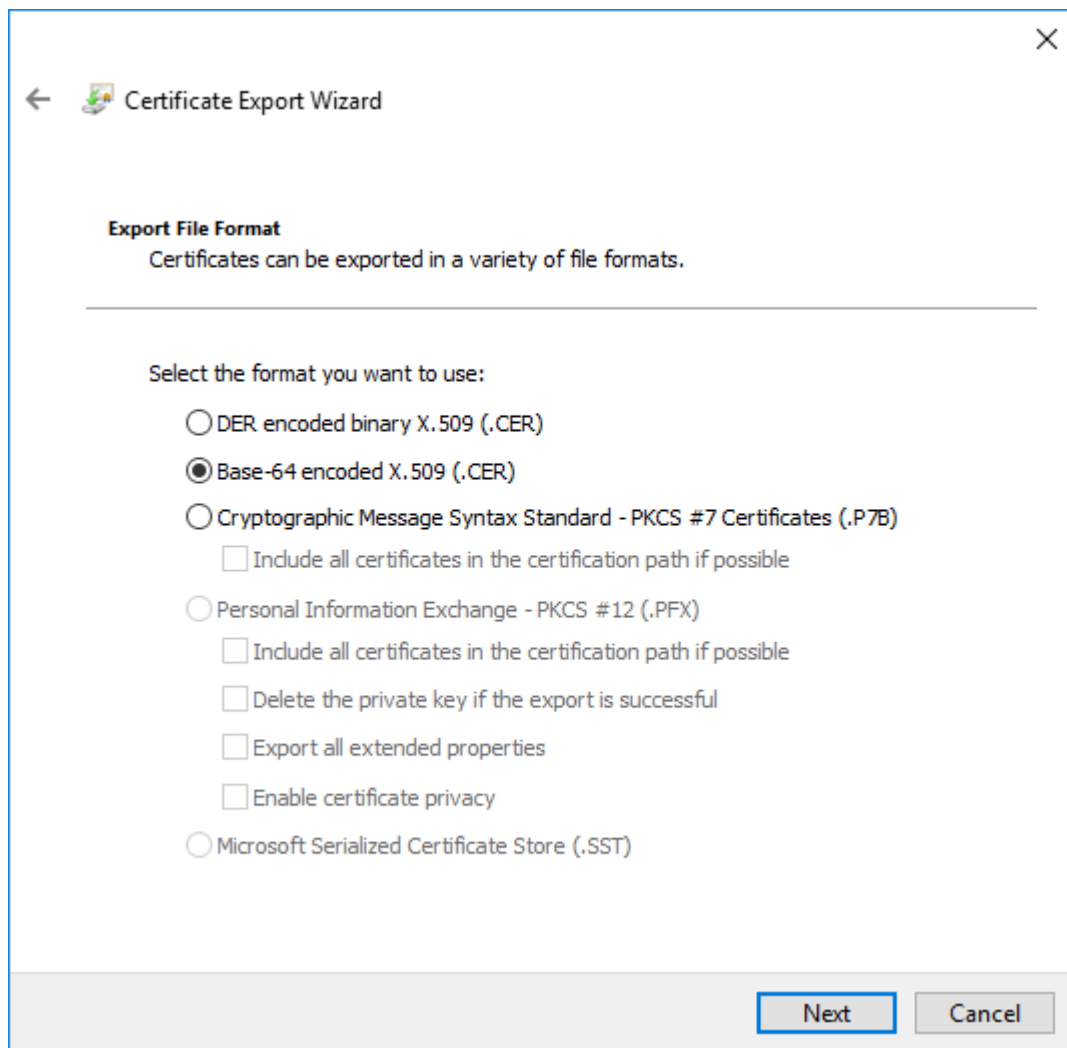 Certificate Export Wizard
Export File Format
Certificates can be exported in a variety of file formats.
Select the format you want to use:
DER encoded binary X.509 (.CER)
Base-64 encoded X.509 (.CER)
Cryptographic Message Syntax Standard - PKCS #7 Certificates (.P7B)
Include all certificates in the certification path if possible
Personal Information Exchange - PKCS #12 (.PFX)
Include all certificates in the certification path if possible
Delete the private key if the export is successful
Export all extended properties
Enable certificate privacy
Microsoft Serialized Certificate Store (.SST)
Next Cancel